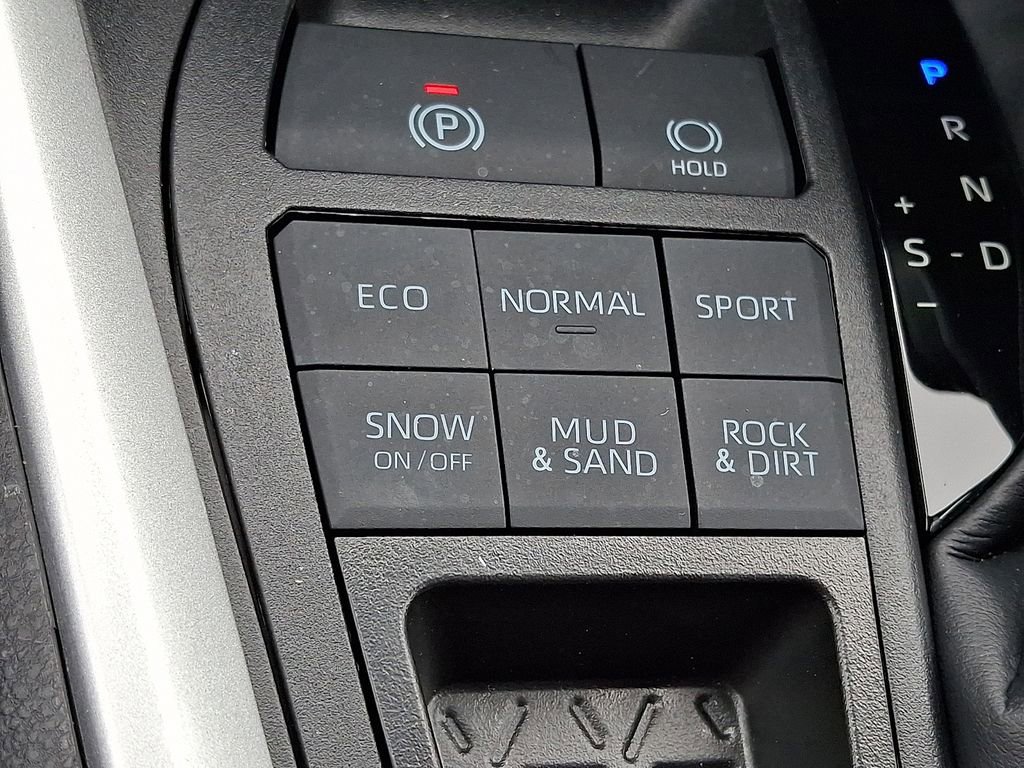 P
HOLD
P
R
N
+
S - D
–
ECO
NORMAL
SPORT
SNOW
ON/OFF
MUD
& SAND
ROCK
& DIRT